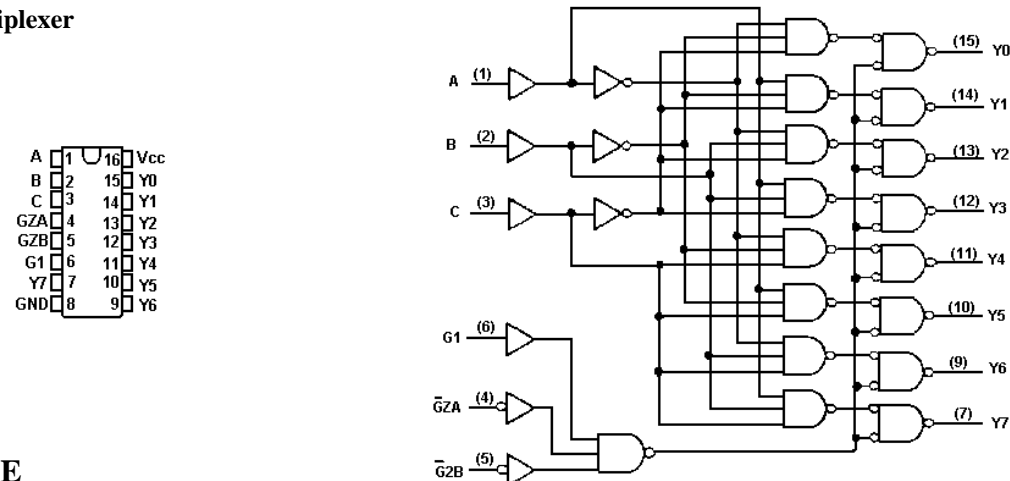 iplexer
A 1 16 Vcc
B 2 15 Y0
C 3 14 Y1
GZA 4 13 Y2
GZB 5 12 Y3
G1 6 11 Y4
Y7 7 10 Y5
GND 8 9 Y6
E
A (1)
B (2)
C (3)
G1 (6)
G̅ZA (4)
G̅2B (5)
(15) Y0
(14) Y1
(13) Y2
(12) Y3
(11) Y4
(10) Y5
(9) Y6
(7) Y7